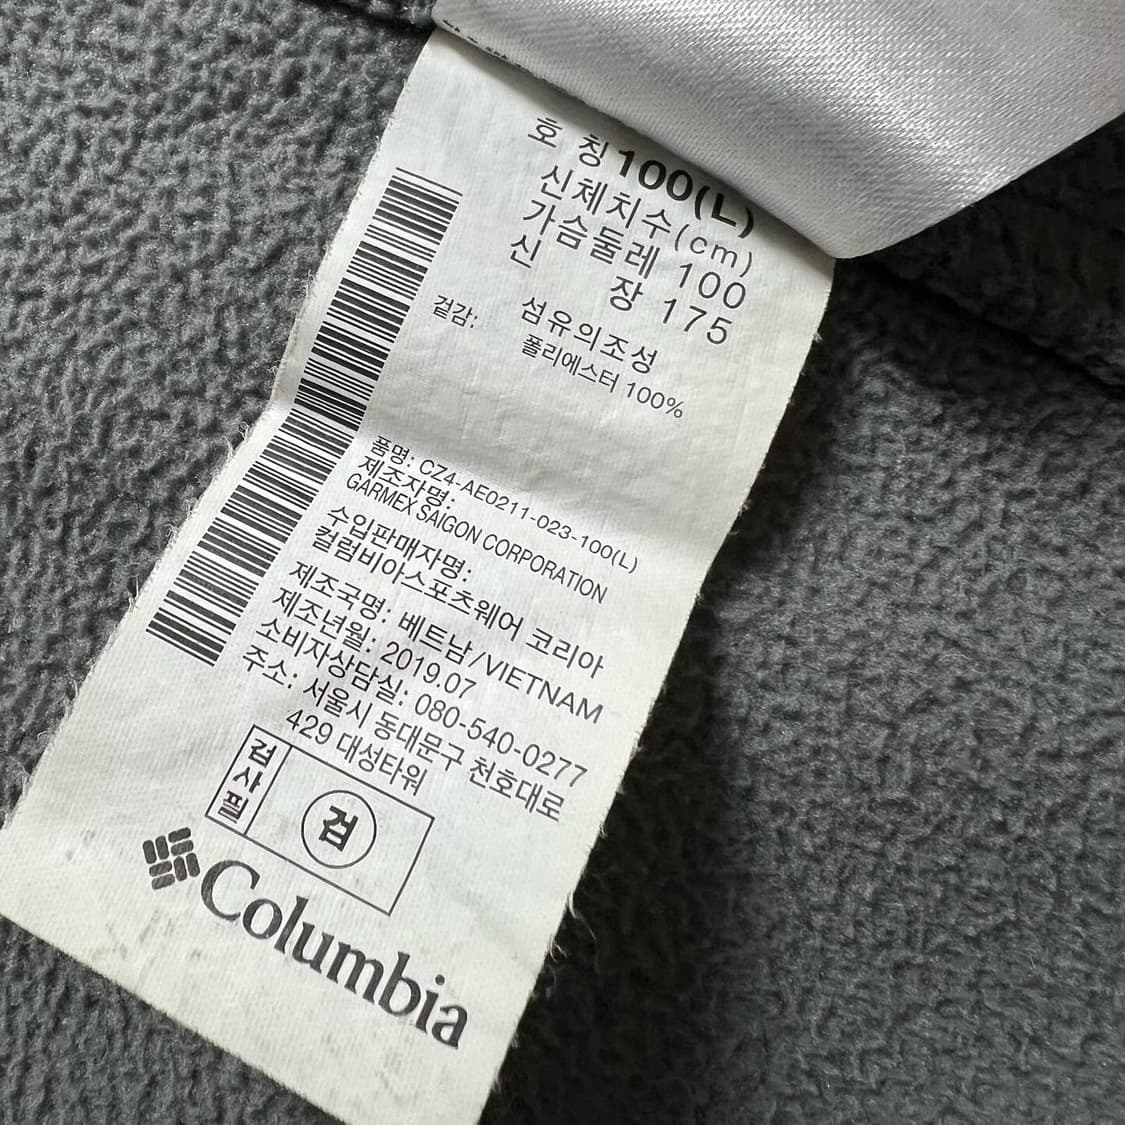 호 칭 100(L)
신체치수(cm)
가슴둘레 100
신 장 175
섬유의조성
겉감: 폴리에스터 100%
품명: CZ4-AE0211-023-100(L)
제조자명:
GARMEX SAIGON CORPORATION
수입판매자명:
컬럼비아스포츠웨어 코리아
제조국명: 베트남/VIETNAM
제조년월: 2019.07
소비자상담실: 080-540-0277
주소: 서울시 동대문구 천호대로
429 대성타워
검사필
검
Columbia